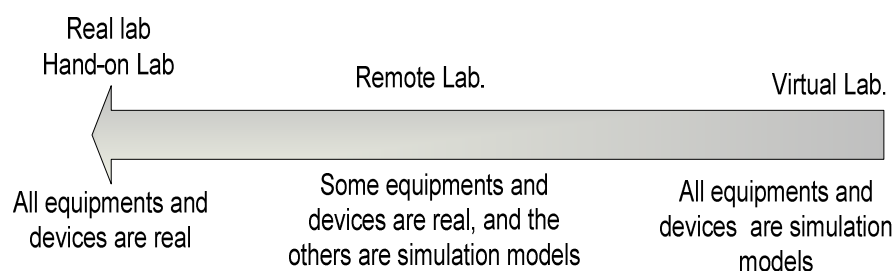 Real lab
Hand-on Lab
Remote Lab.
Virtual Lab.
All equipments and
devices are real
Some equipments and
devices are real, and the
others are simulation models
All equipments and
devices are simulation
models